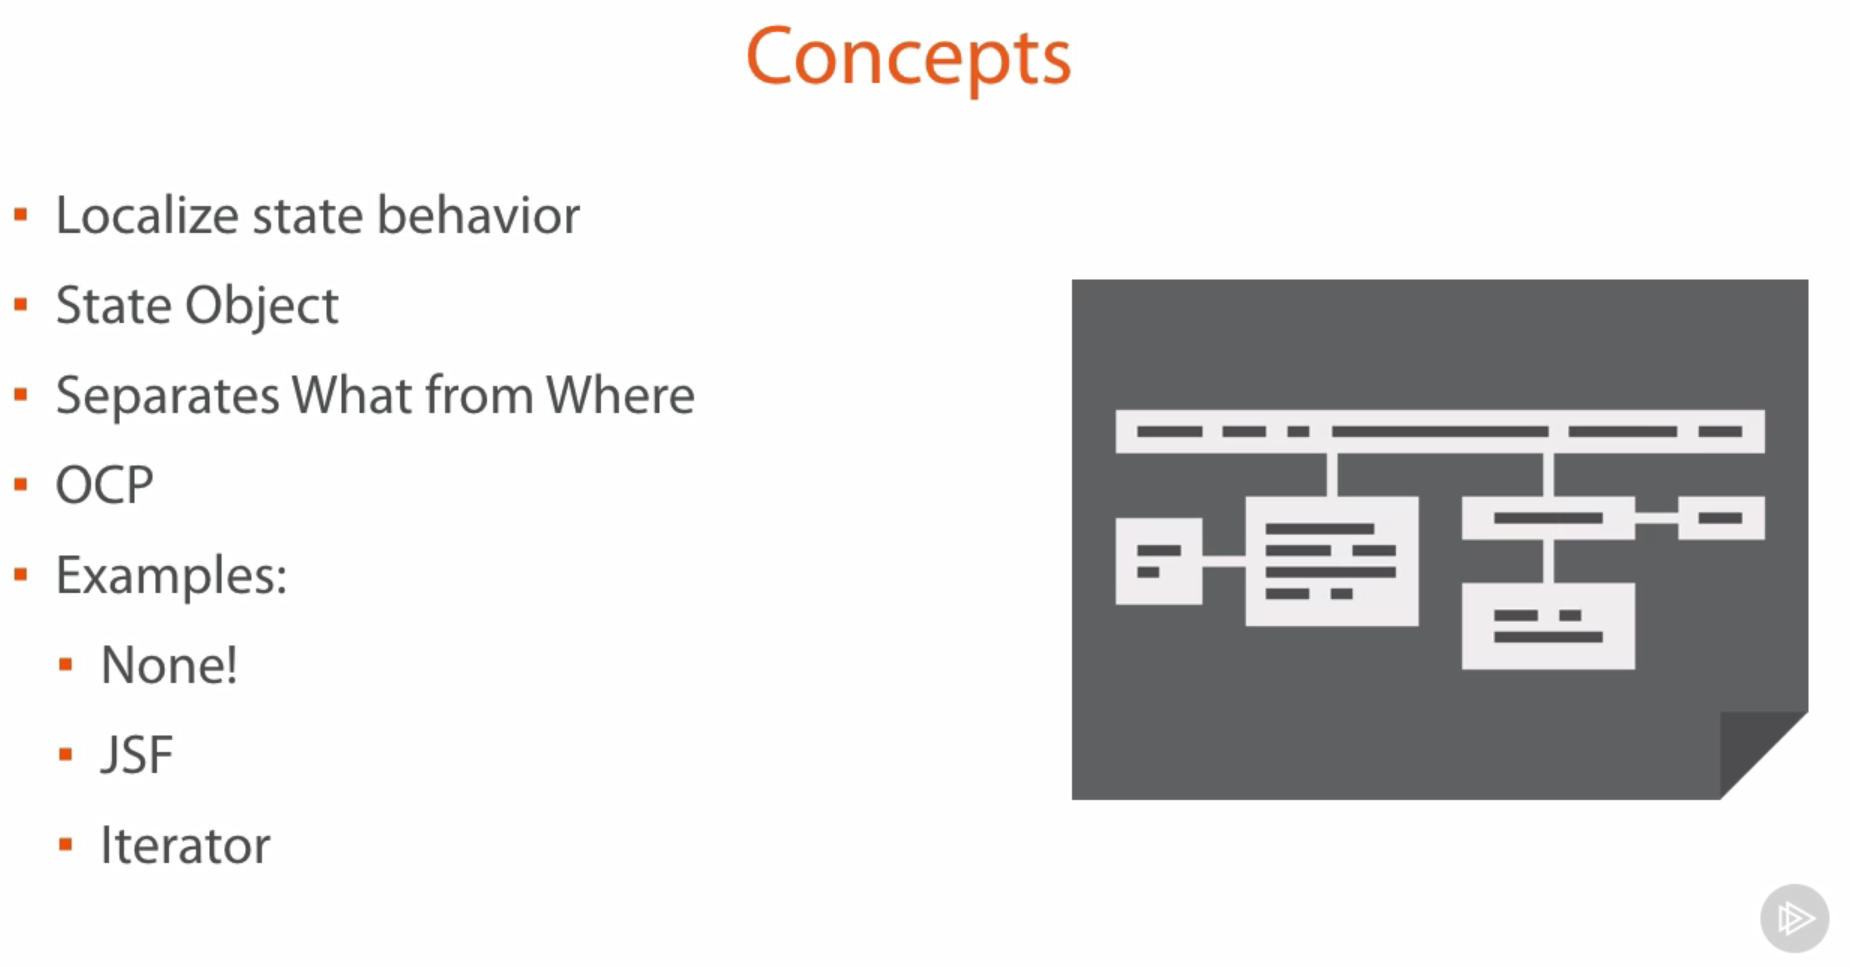 Concepts
Localize state behavior
State Object
Separates What from Where
OCP
Examples:
None!
JSF
Iterator